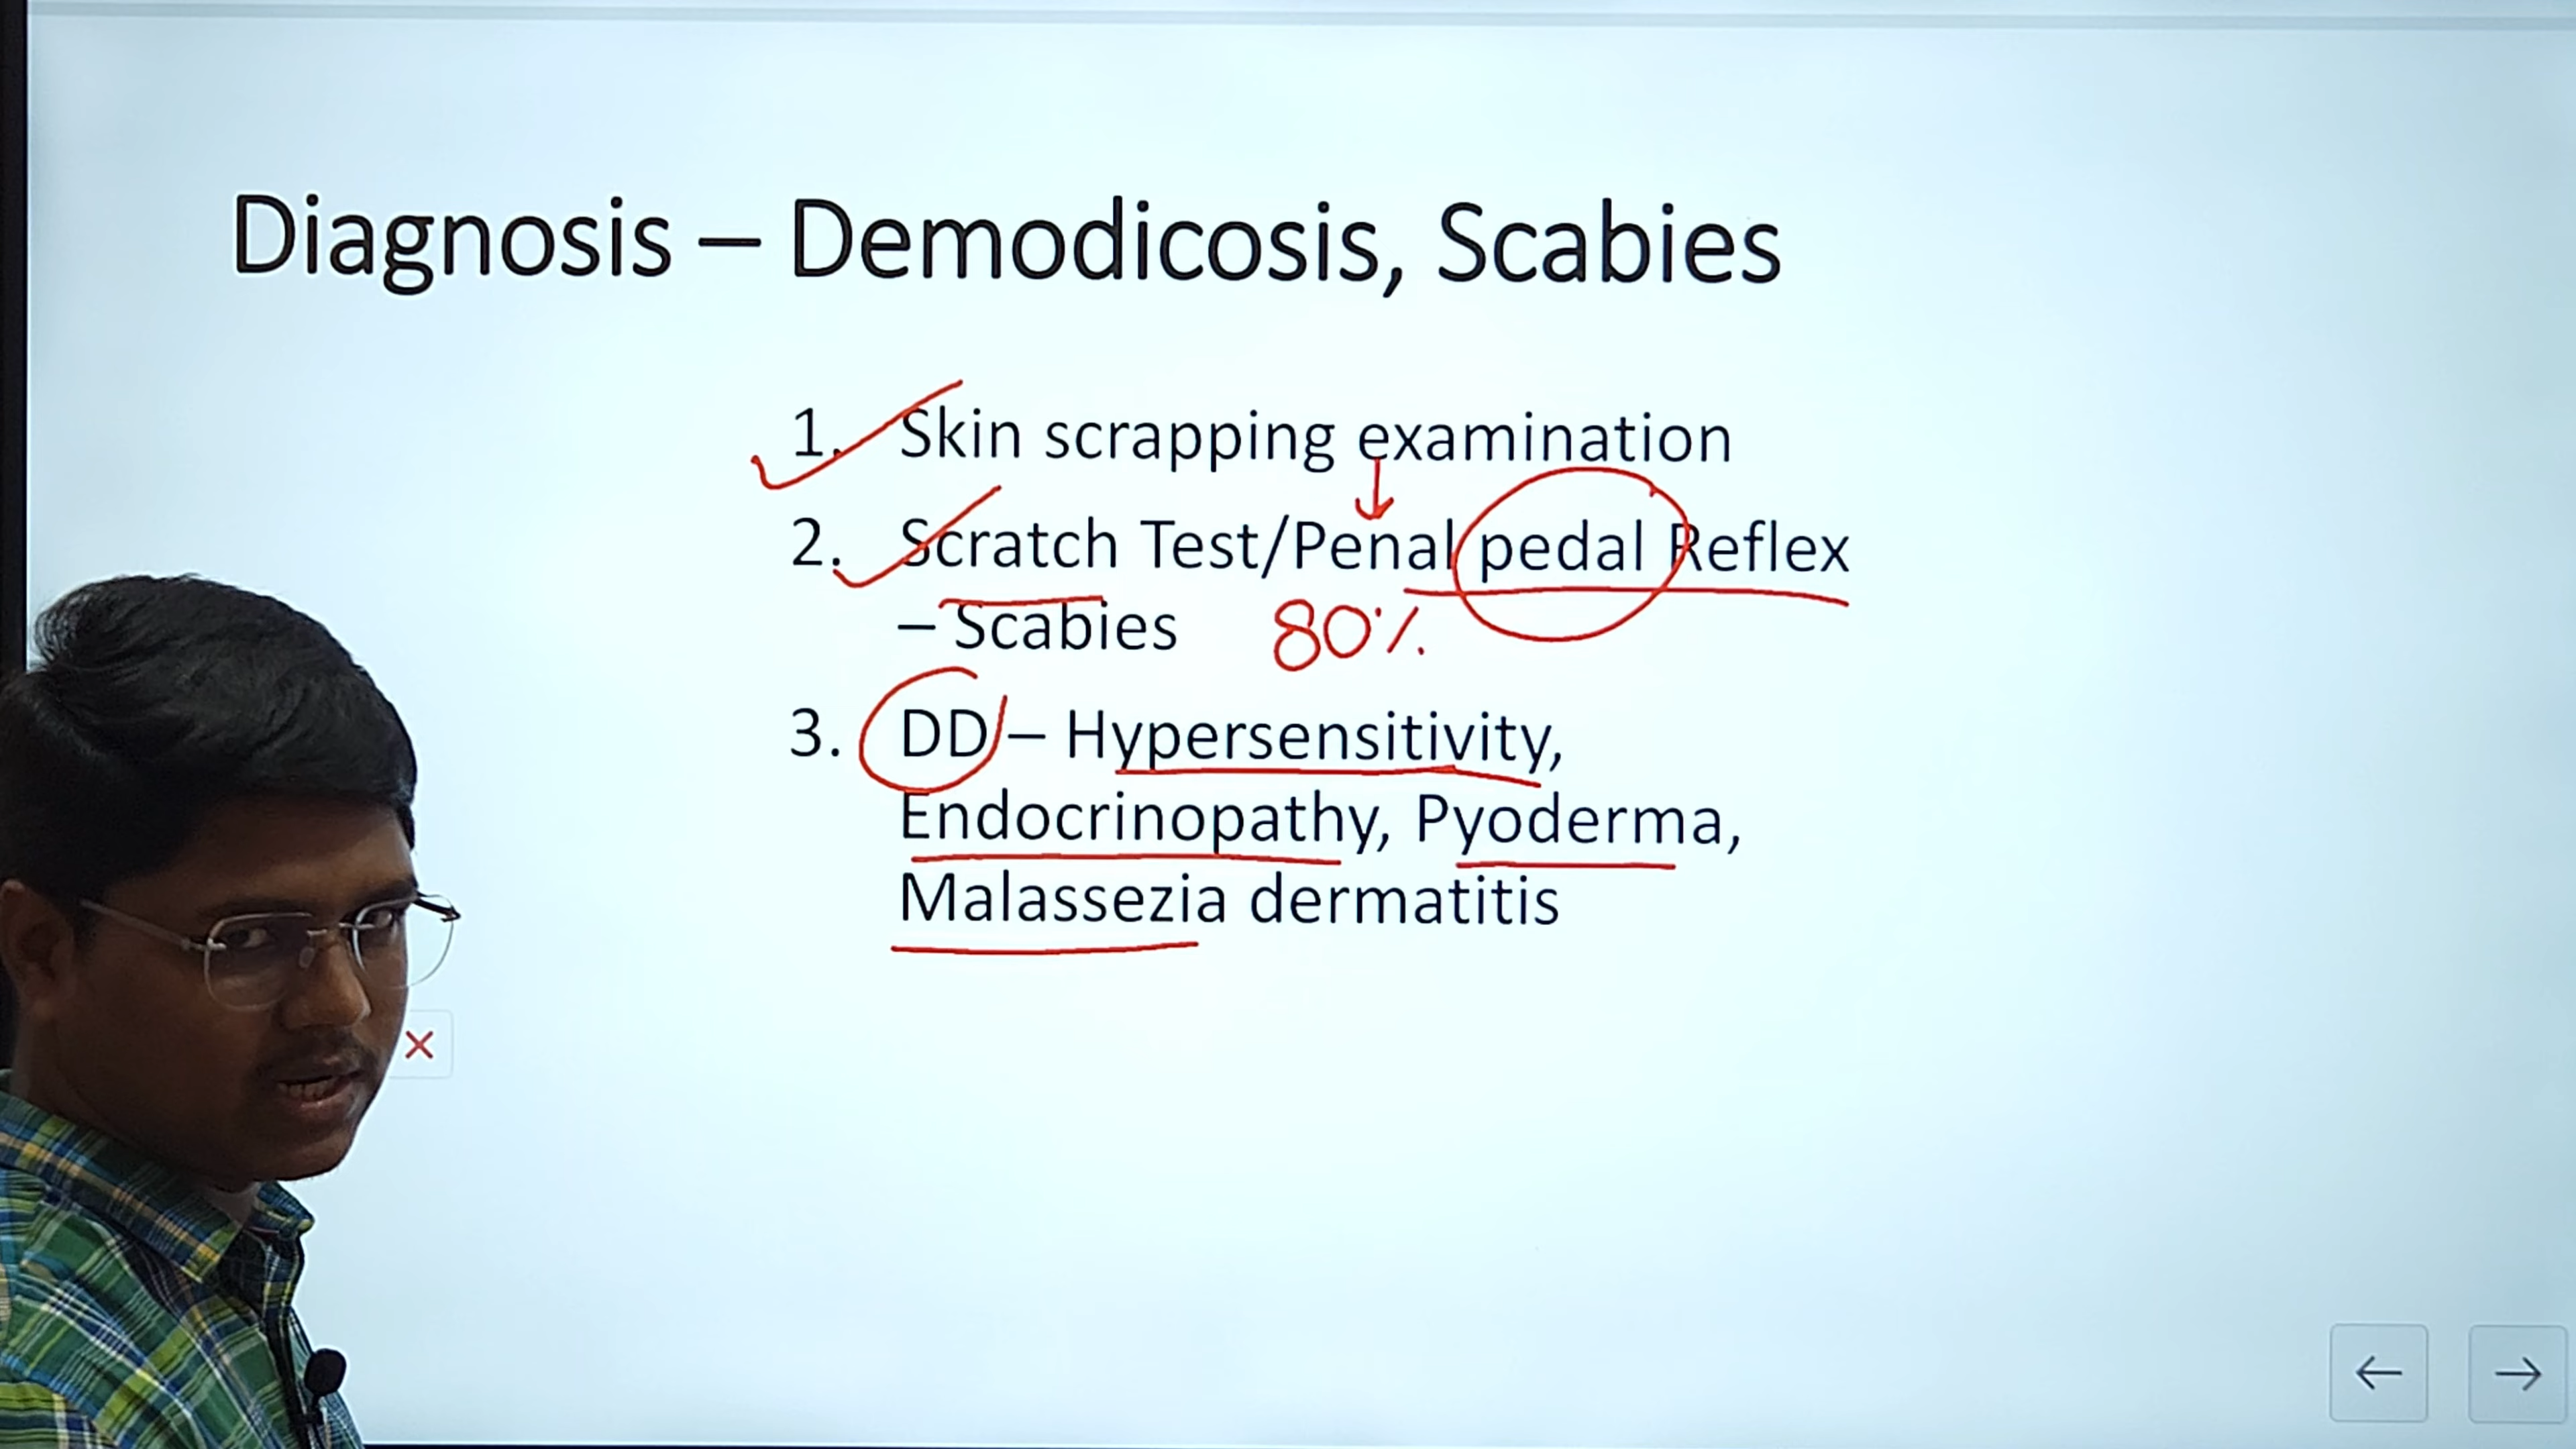 Diagnosis – Demodicosis, Scabies
1. Skin scrapping examination
2. Scratch Test/Penal pedal Reflex
– Scabies 80%
3. DD – Hypersensitivity,
Endocrinopathy, Pyoderma,
Malassezia dermatitis